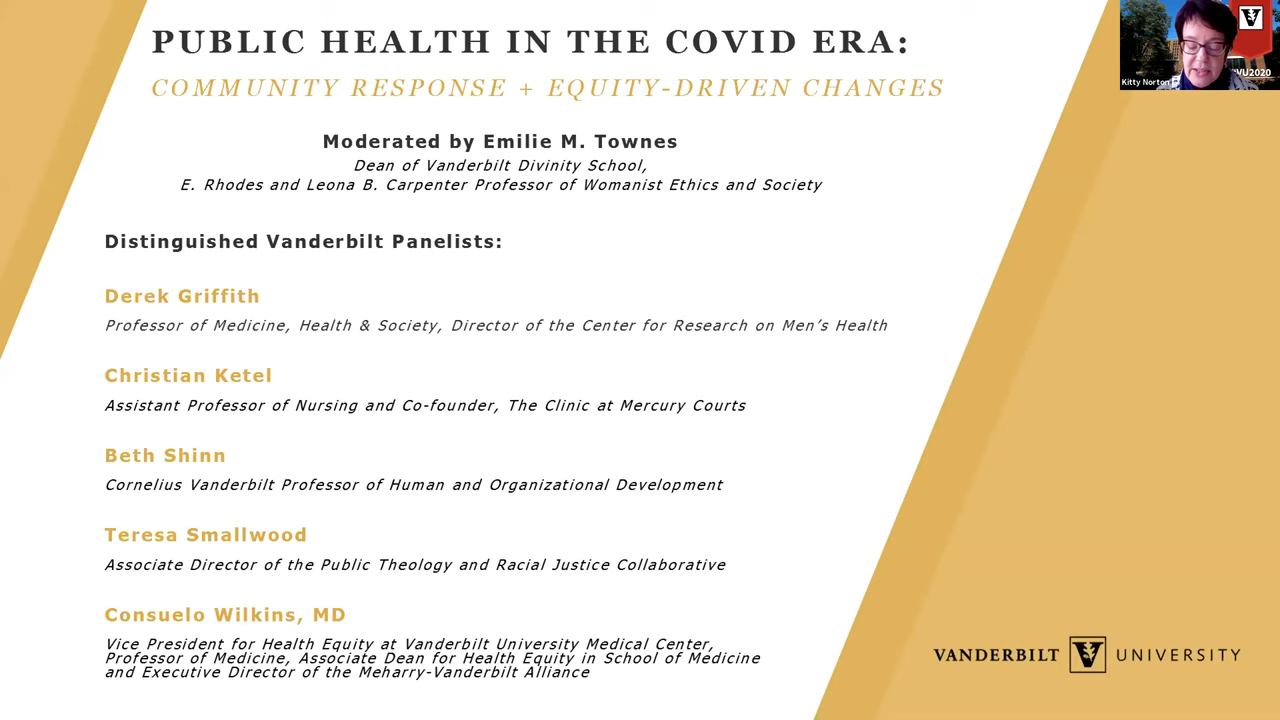 PUBLIC HEALTH IN THE COVID ERA:
COMMUNITY RESPONSE + EQUITY-DRIVEN CHANGES
Moderated by Emilie M. Townes
Dean of Vanderbilt Divinity School,
E. Rhodes and Leona B. Carpenter Professor of Womanist Ethics and Society
Distinguished Vanderbilt Panelists:
Derek Griffith
Professor of Medicine, Health & Society, Director of the Center for Research on Men's Health
Christian Ketel
Assistant Professor of Nursing and Co-founder, The Clinic at Mercury Courts
Beth Shinn
Cornelius Vanderbilt Professor of Human and Organizational Development
Teresa Smallwood
Associate Director of the Public Theology and Racial Justice Collaborative
Consuelo Wilkins, MD
Vice President for Health Equity at Vanderbilt University Medical Center,
Professor of Medicine, Associate Dean for Health Equity in School of Medicine
and Executive Director of the Meharry-Vanderbilt Alliance
VANDERBILT V UNIVERSITY
V
VU2020
Kitty Norton